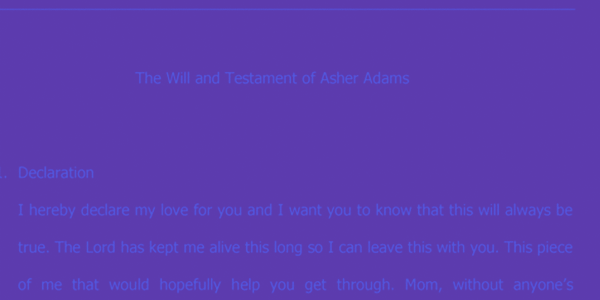 The Will and Testament of Asher Adams
. Declaration
I hereby declare my love for you and I want you to know that this will always be
true. The Lord has kept me alive this long so I can leave this with you. This piece
of me that would hopefully help you get through. Mom, without anyone’s